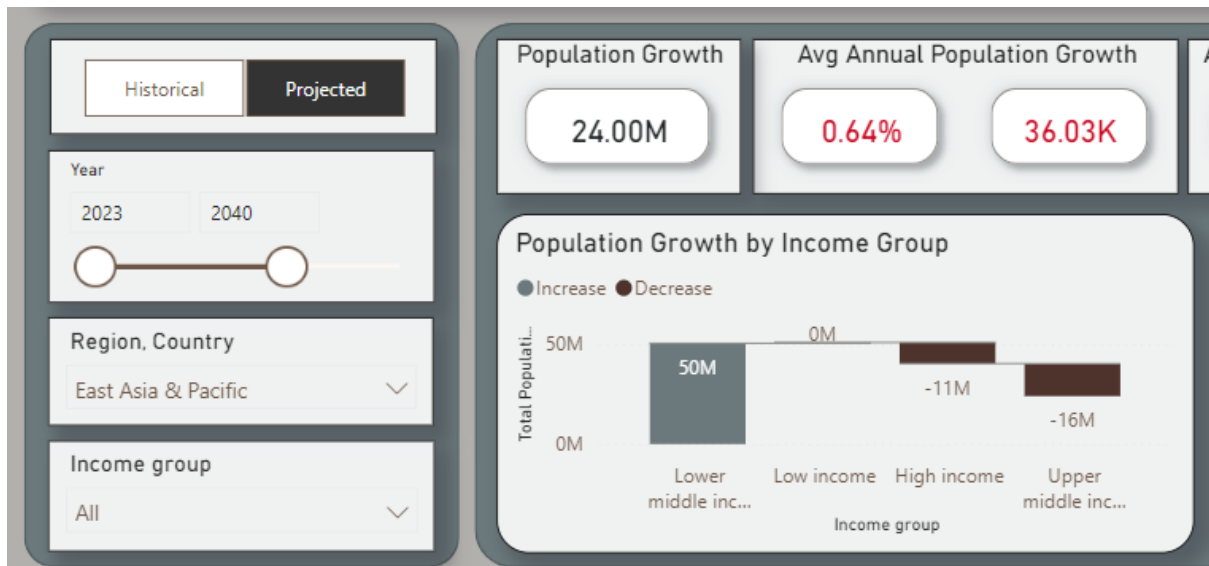 Historical
Projected
Year
2023
2040
Region, Country
East Asia & Pacific
Income group
All
Population Growth
24.00M
Avg Annual Population Growth
0.64%
36.03K
Population Growth by Income Group
Increase
Decrease
Total Populati...
50M
0M
50M
0M
-11M
-16M
Lower
middle inc...
Low income
High income
Upper
middle inc...
Income group